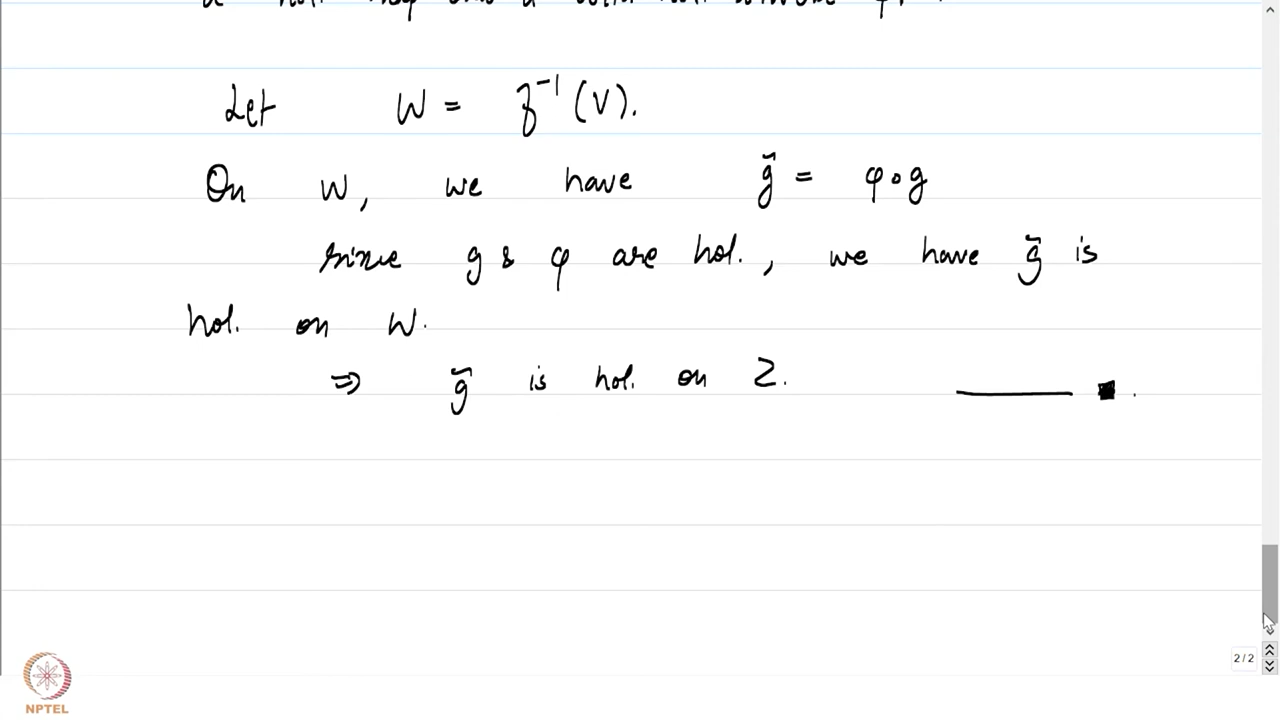 Let W = g⁻¹(V).
On W, we have g̃ = φ∘g
since g & φ are hol., we have g̃ is
hol. on W.
⇒ g̃ is hol. on Z.
2 / 2
NPTEL